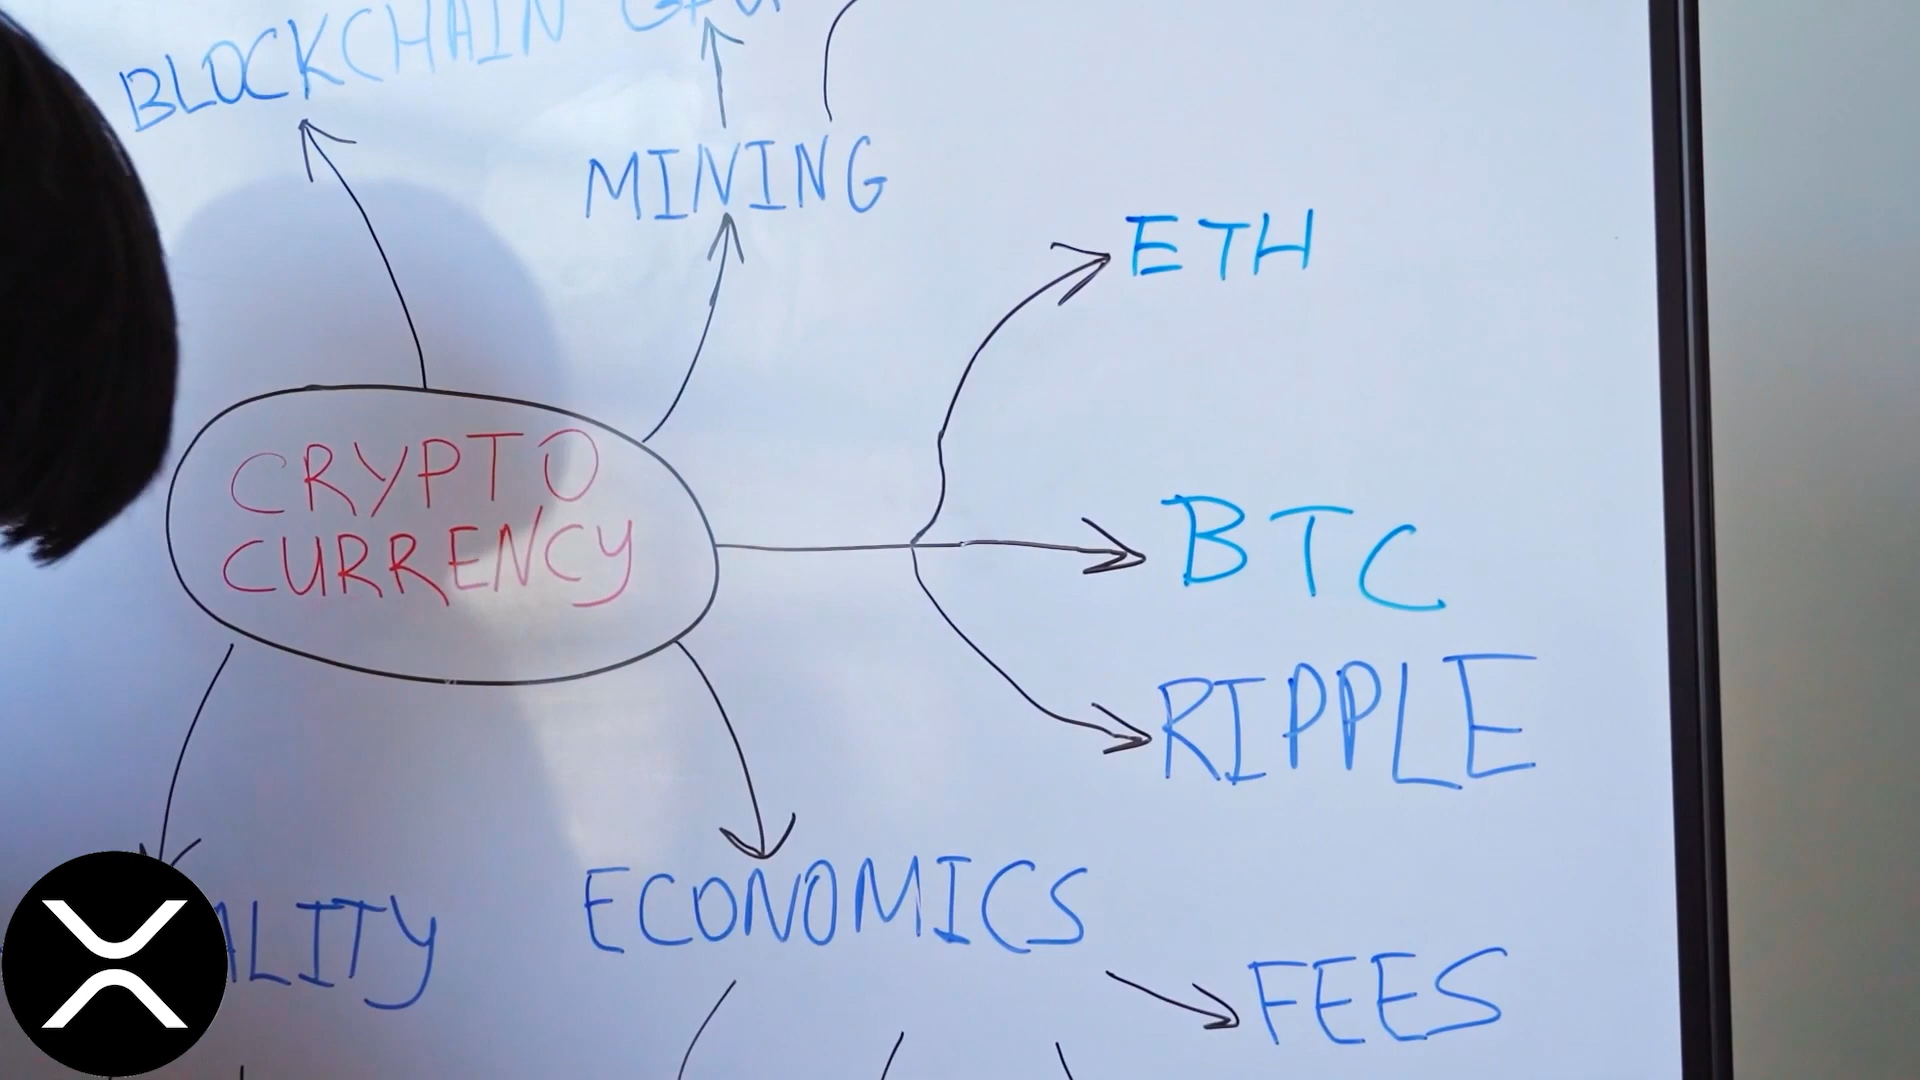 BLOCKCHAIN
MINING
ETH
CRYPTO
CURRENCY
BTC
RIPPLE
ECONOMICS
FEES